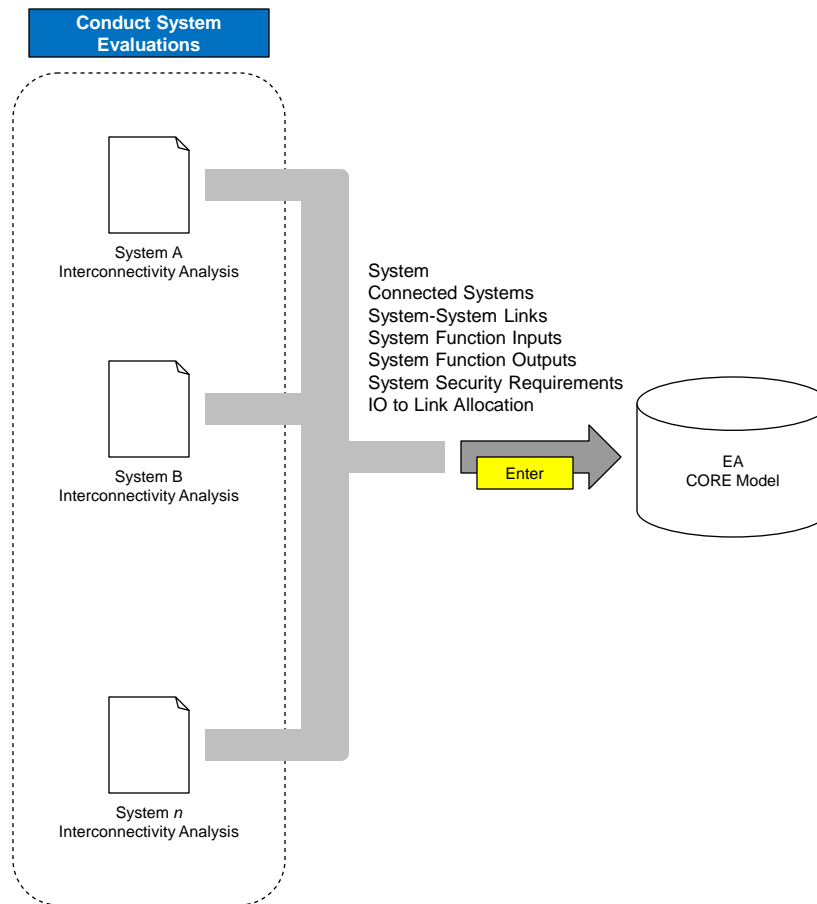 Conduct System
Evaluations
System A
Interconnectivity Analysis
System
Connected Systems
System-System Links
System Function Inputs
System Function Outputs
System Security Requirements
IO to Link Allocation
System B
Interconnectivity Analysis
Enter
EA
CORE Model
System n
Interconnectivity Analysis